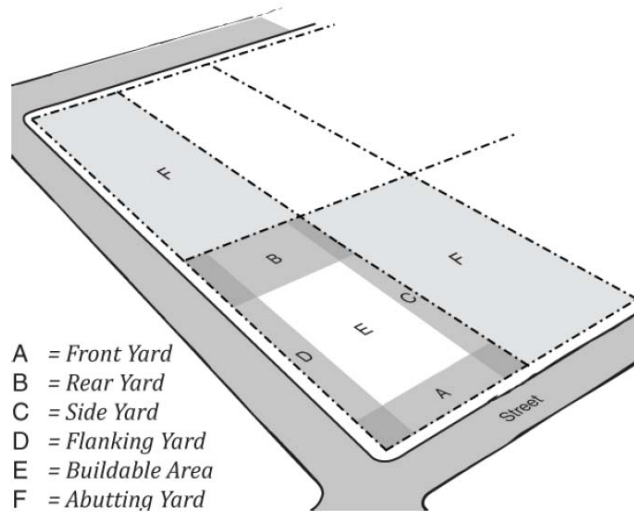 F
B
F
C
E
D
A
Street
A = Front Yard
B = Rear Yard
C = Side Yard
D = Flanking Yard
E = Buildable Area
F = Abutting Yard